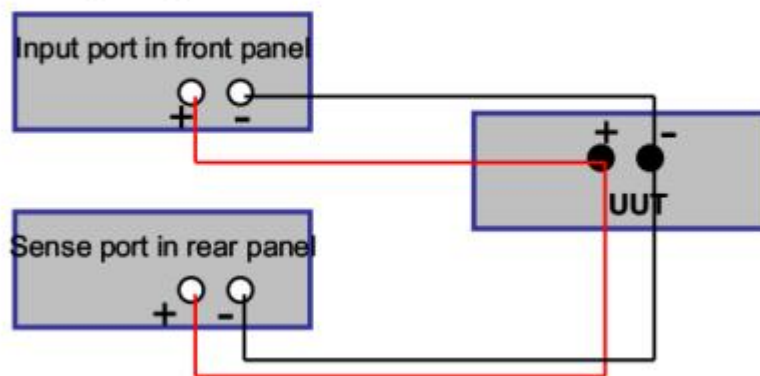 Input port in front panel
+ -
+ -
UUT
Sense port in rear panel
+ -